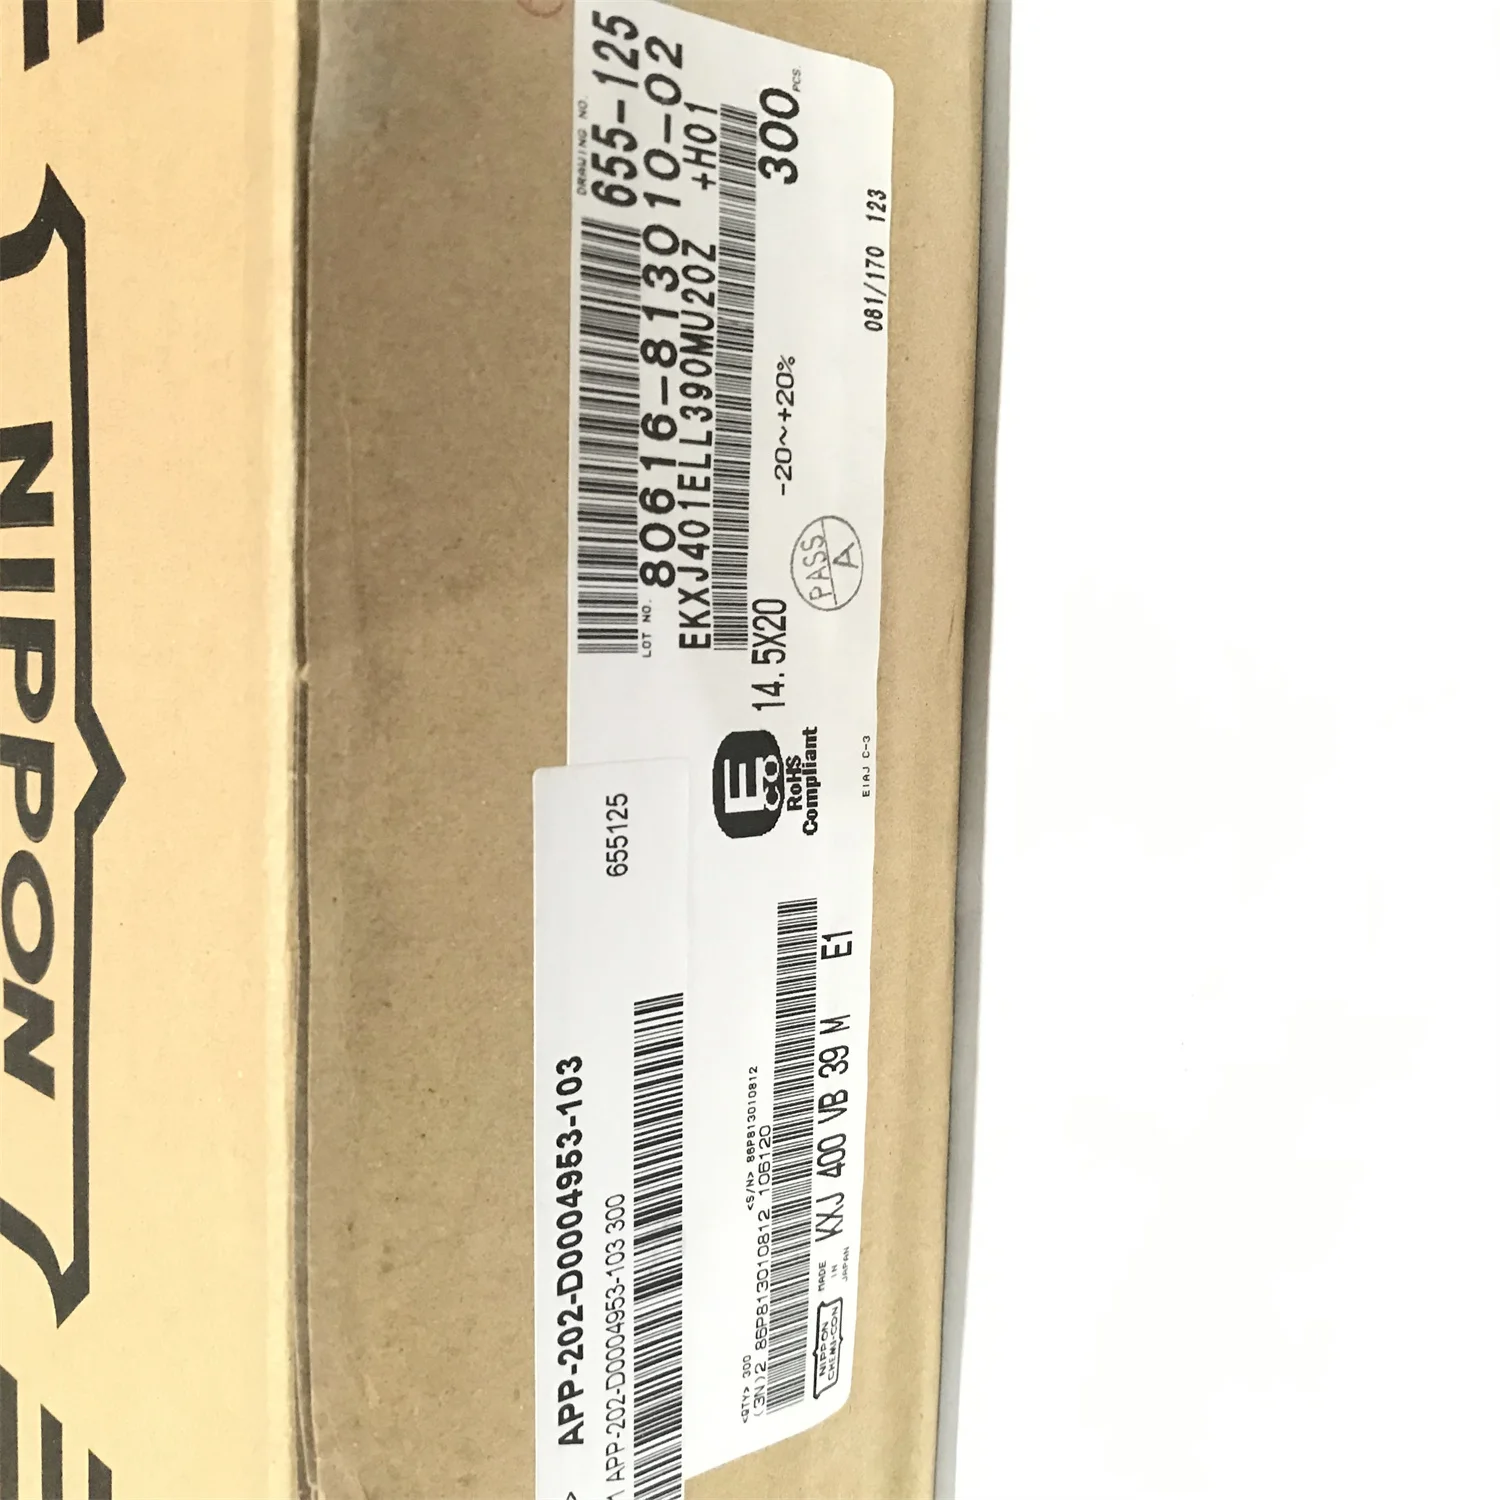 NIPPON
DRAWING NO.
655-125
LOT NO.
80616-813010-02
EKXJ401ELL390MU20Z +H01
14.5X20
-20~+20%
300 PCS.
PASS
A
081/170 123
E
CO
RoHS
Compliant
EIAJ C-3
655125
APP-202-D0004953-103
APP-202-D0004953-103 300
<QTY> 300
<S/N> 86P813010812
(3N)2 86P813010812 106120
NIPPON
CHEMI-CON
MADE
IN
JAPAN
KXJ 400 VB 39 M E1